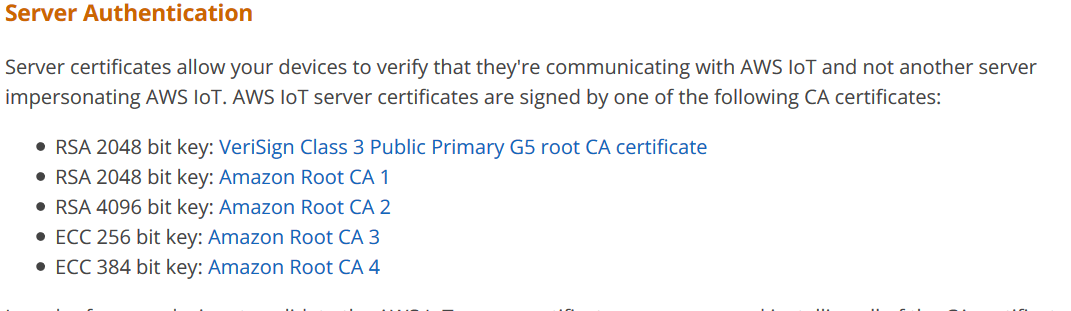 Server Authentication
Server certificates allow your devices to verify that they're communicating with AWS IoT and not another server
impersonating AWS IoT. AWS IoT server certificates are signed by one of the following CA certificates:
• RSA 2048 bit key: VeriSign Class 3 Public Primary G5 root CA certificate
• RSA 2048 bit key: Amazon Root CA 1
• RSA 4096 bit key: Amazon Root CA 2
• ECC 256 bit key: Amazon Root CA 3
• ECC 384 bit key: Amazon Root CA 4